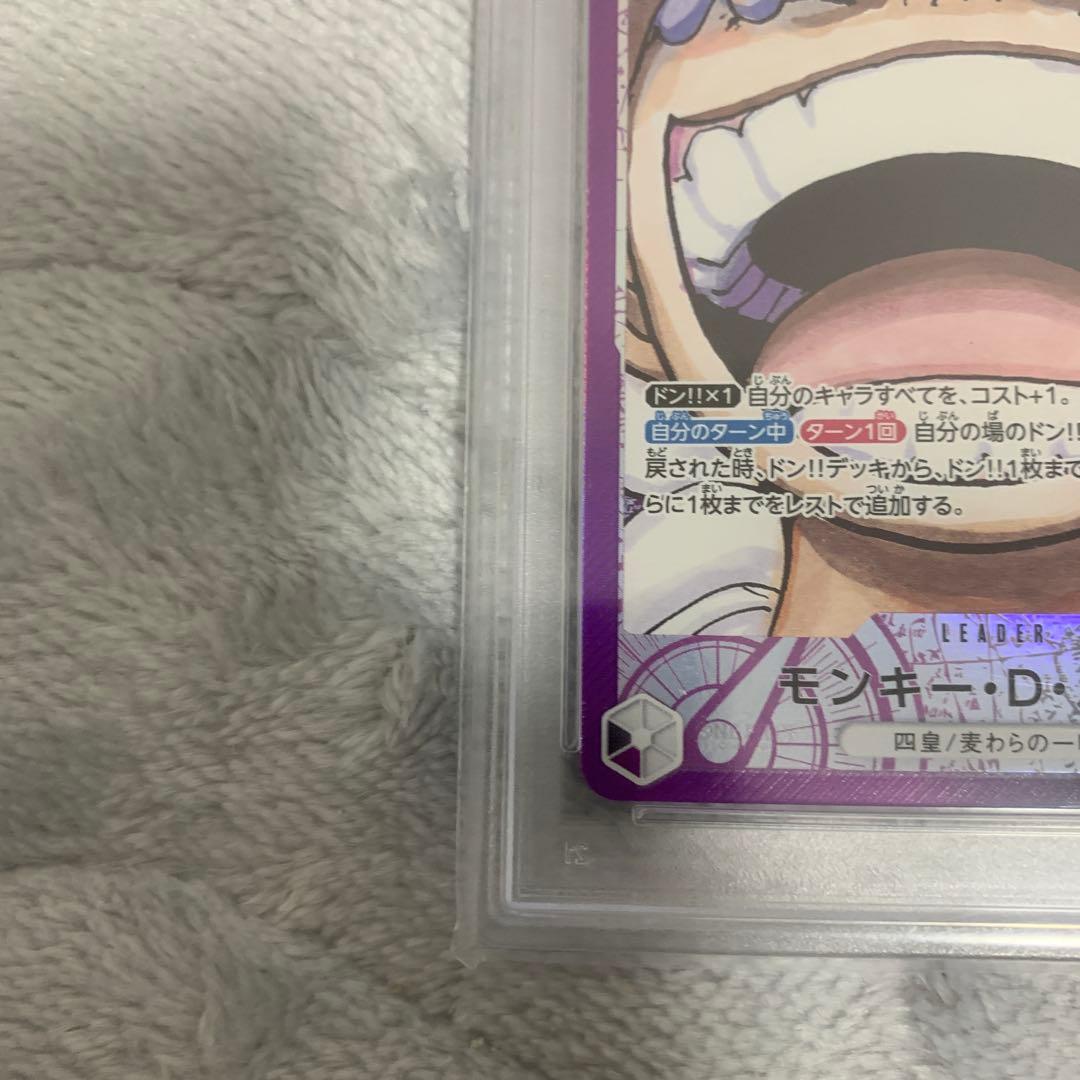 ドン!!×1 自分のキャラすべてを、コスト+1。
自分のターン中 ターン1回 自分の場のドン!!
戻された時、ドン!!デッキから、ドン!!1枚まで
らに1枚までをレストで追加する。
LEADER
モンキー・D・
四皇/麦わらの一